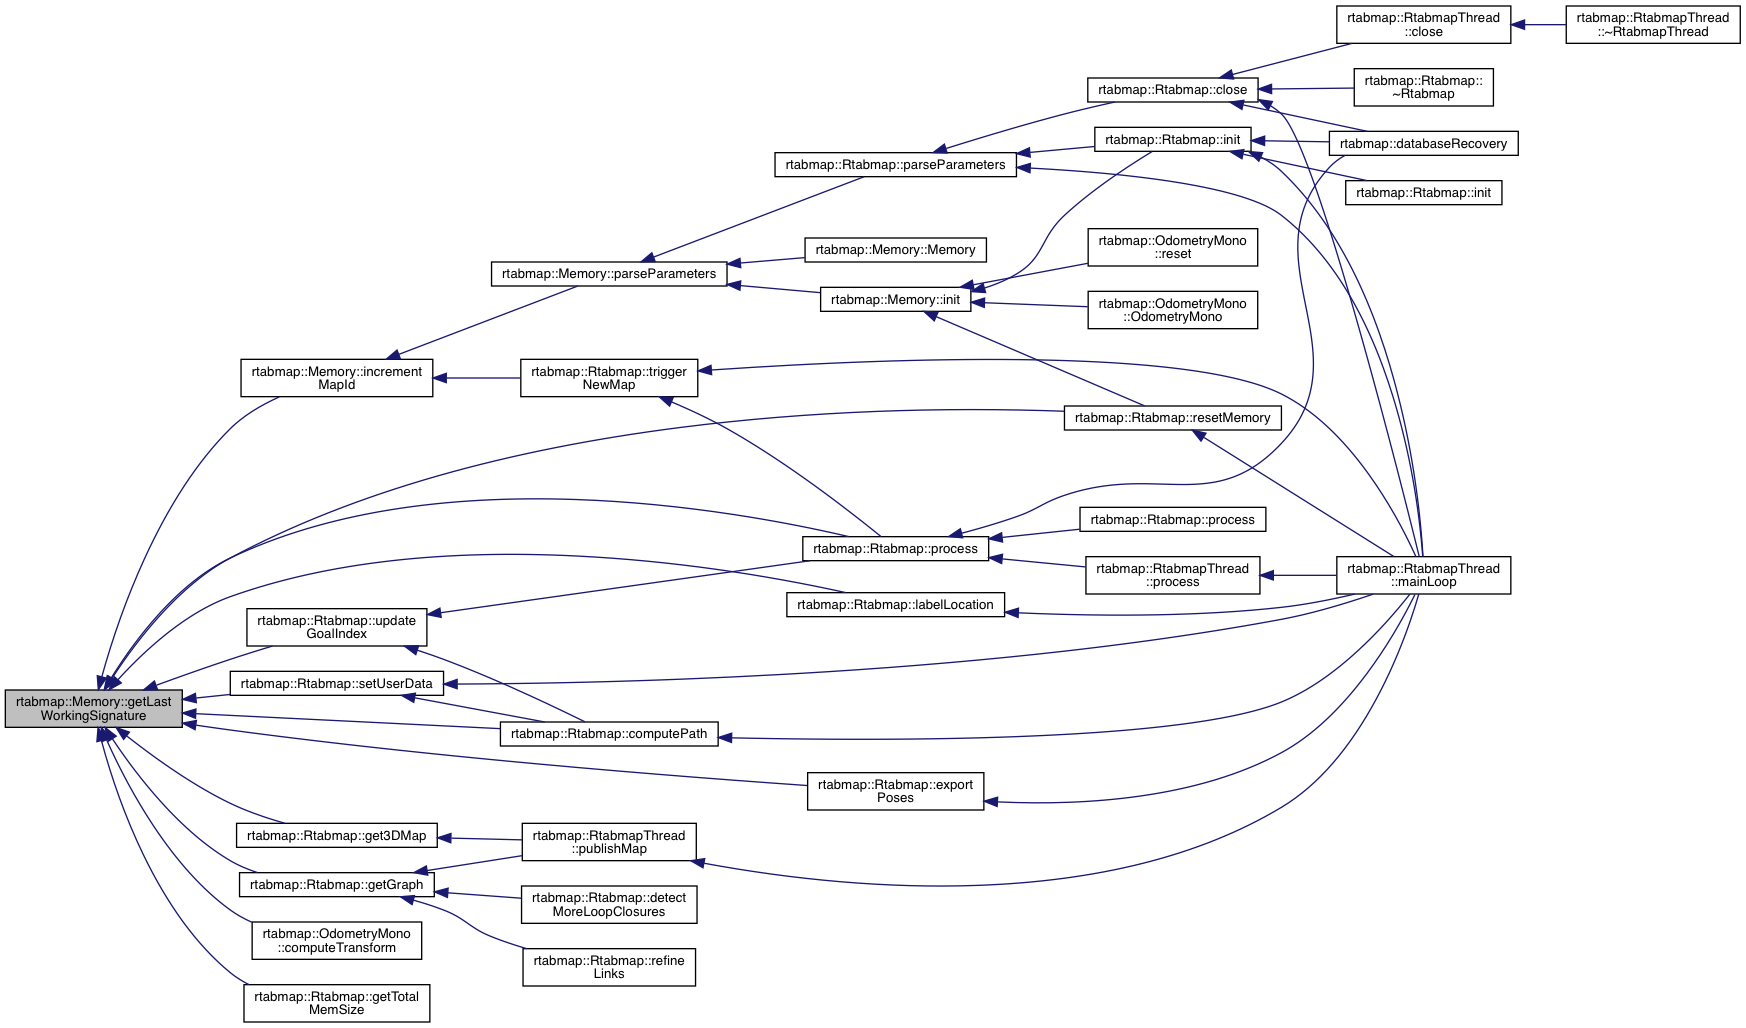 rtabmap::RtabmapThread
::close
rtabmap::RtabmapThread
::~RtabmapThread
rtabmap::Rtabmap::close
rtabmap::Rtabmap::
~Rtabmap
rtabmap::Rtabmap::init
rtabmap::databaseRecovery
rtabmap::Rtabmap::parseParameters
rtabmap::Rtabmap::init
rtabmap::Memory::Memory
rtabmap::OdometryMono
::reset
rtabmap::Memory::parseParameters
rtabmap::Memory::init
rtabmap::OdometryMono
::OdometryMono
rtabmap::Memory::increment
MapId
rtabmap::Rtabmap::trigger
NewMap
rtabmap::Rtabmap::resetMemory
rtabmap::Rtabmap::process
rtabmap::Rtabmap::process
rtabmap::RtabmapThread
::process
rtabmap::RtabmapThread
::mainLoop
rtabmap::Rtabmap::labelLocation
rtabmap::Rtabmap::update
GoalIndex
rtabmap::Rtabmap::setUserData
rtabmap::Memory::getLast
WorkingSignature
rtabmap::Rtabmap::computePath
rtabmap::Rtabmap::export
Poses
rtabmap::Rtabmap::get3DMap
rtabmap::RtabmapThread
::publishMap
rtabmap::Rtabmap::getGraph
rtabmap::Rtabmap::detect
MoreLoopClosures
rtabmap::OdometryMono
::computeTransform
rtabmap::Rtabmap::refine
Links
rtabmap::Rtabmap::getTotal
MemSize